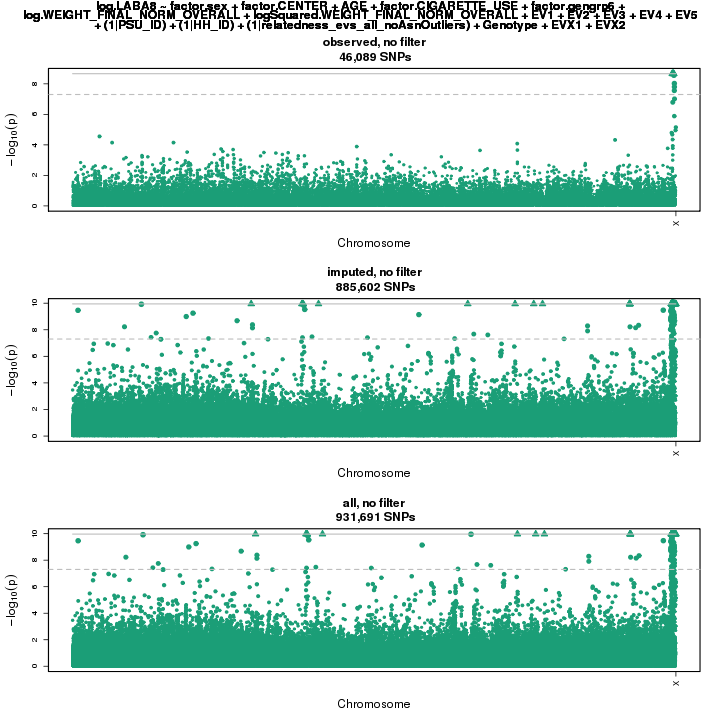 log.LABA8 ~ factor.sex + factor.CENTER + AGE + factor.CIGARETTE_USE + factor.gengrp6 +
log.WEIGHT_FINAL_NORM_OVERALL + logSquared.WEIGHT_FINAL_NORM_OVERALL + EV1 + EV2 + EV3 + EV4 + EV5
+ (1|PSU_ID) + (1|HH_ID) + (1|relatedness_evs_all_noAsnOutliers) + Genotype + EVX1 + EVX2
observed, no filter
46,089 SNPs
8
6
4
2
0
−log10(p)
X
Chromosome
imputed, no filter
885,602 SNPs
10
8
6
4
2
0
−log10(p)
X
Chromosome
all, no filter
931,691 SNPs
10
8
6
4
2
0
−log10(p)
X
Chromosome